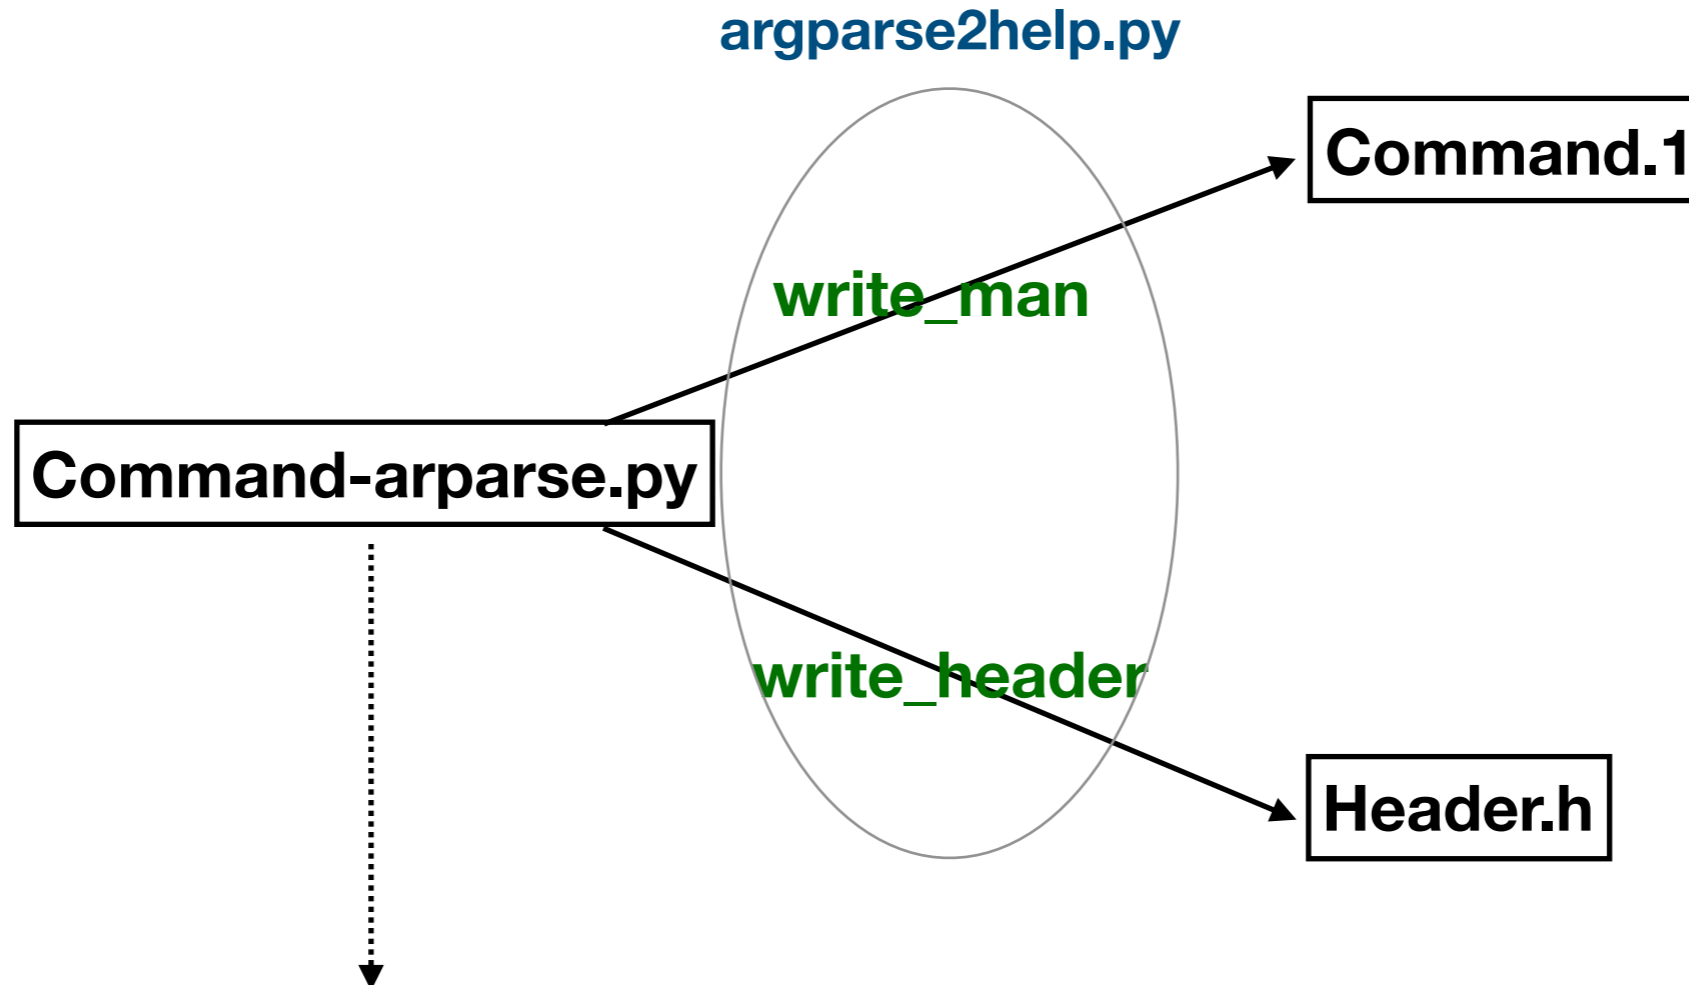 argparse2help.py
Command.1
write_man
Command-arparse.py
write_header
Header.h